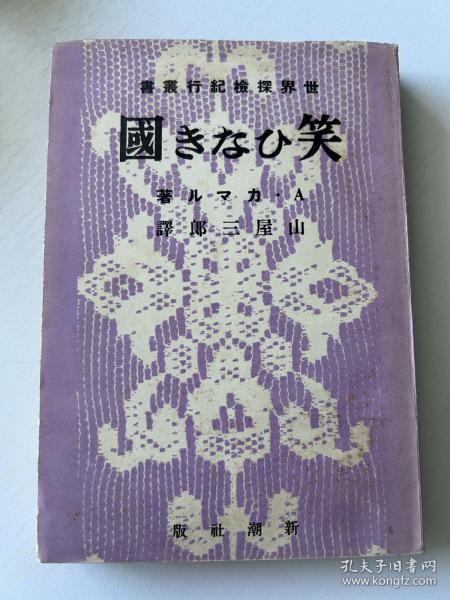 世界探檢紀行叢書
笑ひなき國
A・カマル著
山屋三郎譯
新潮社版
孔夫子旧书网
www.kongfz.com